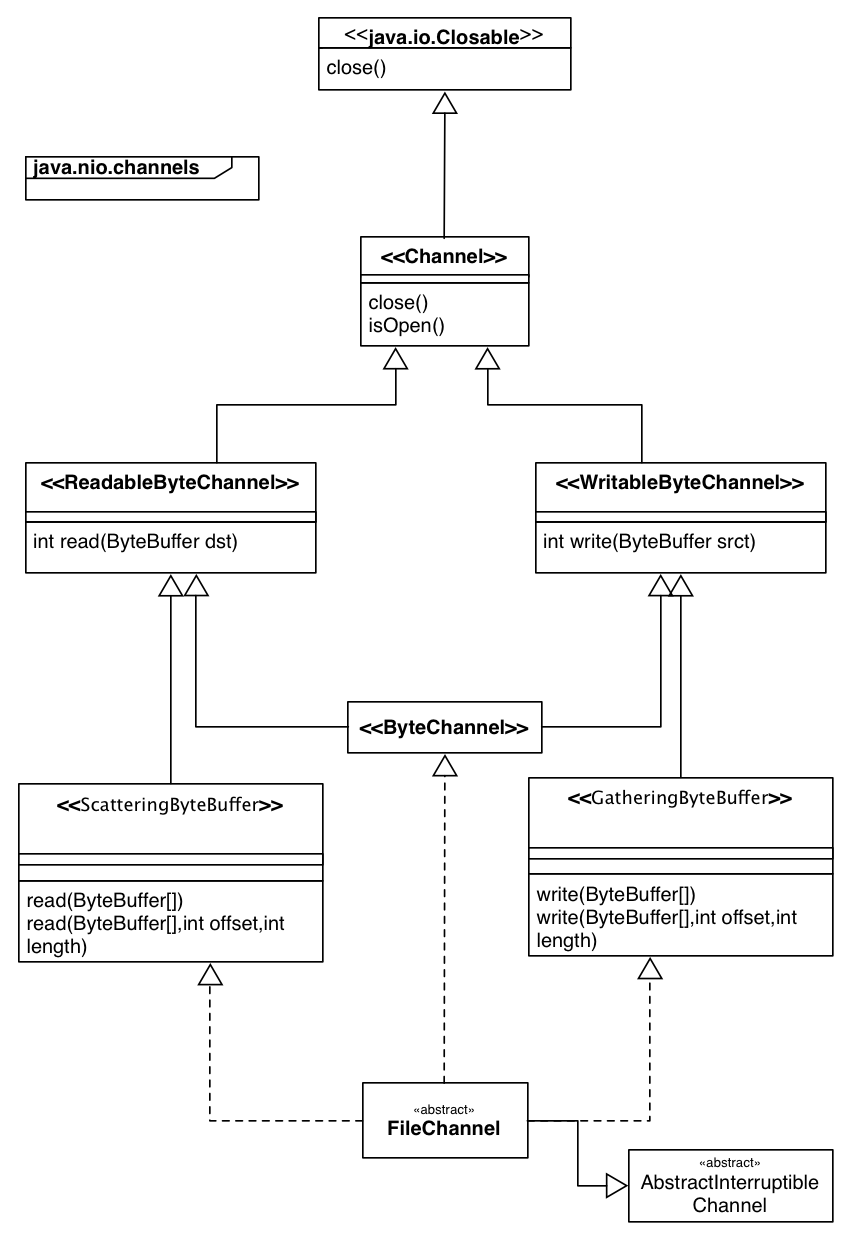 <<java.io.Closable>>
close()
java.nio.channels
<<Channel>>
close()
isOpen()
<<ReadableByteChannel>>
int read(ByteBuffer dst)
<<WritableByteChannel>>
int write(ByteBuffer srct)
<<ByteChannel>>
<<ScatteringByteBuffer>>
read(ByteBuffer[])
read(ByteBuffer[],int offset,int
length)
<<GatheringByteBuffer>>
write(ByteBuffer[])
write(ByteBuffer[],int offset,int
length)
«abstract»
FileChannel
«abstract»
AbstractInterruptible
Channel